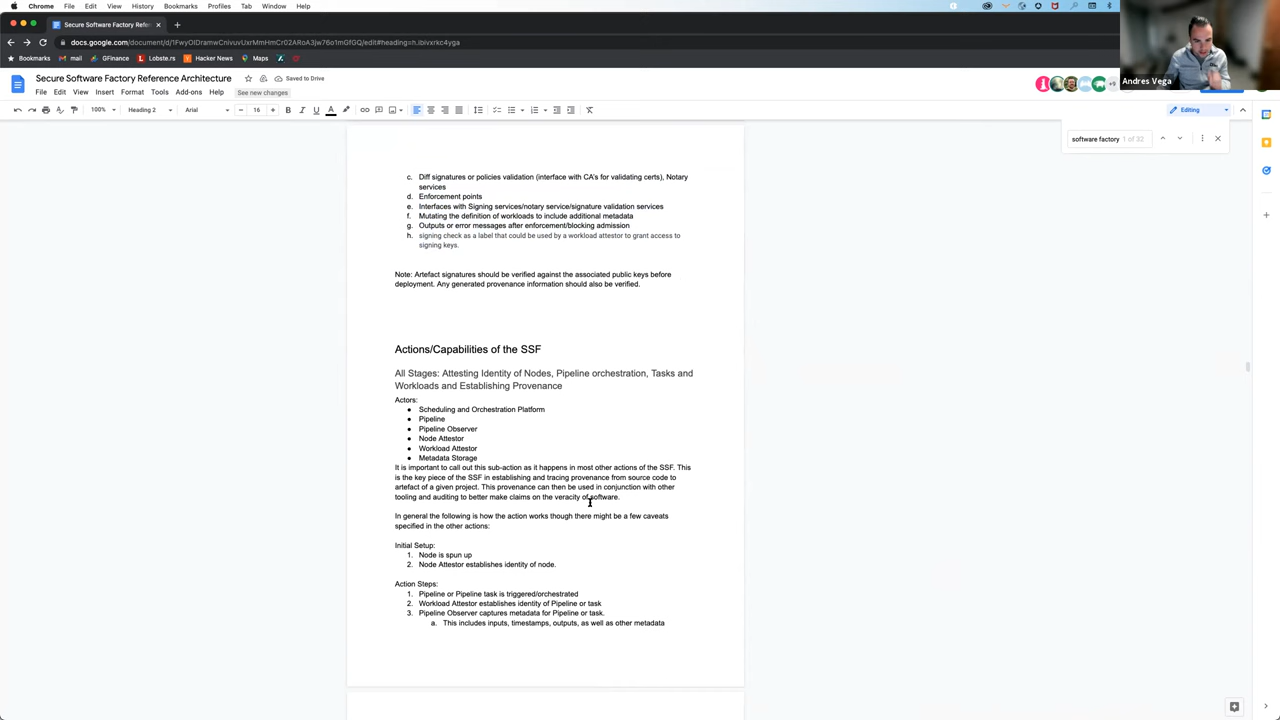 Chrome File Edit View History Bookmarks Profiles Tab Window Help
Secure Software Factory Refer
docs.google.com/document/d/1FwyOIDramwCnivuvUxrMmHmCr02ARoA3jw76o1mGfGQ/edit#heading=h.ibivxrkc4yga
Bookmarks mail GFinance Lobste.rs Hacker News Maps
Andres Vega
Secure Software Factory Reference Architecture Saved to Drive
File Edit View Insert Format Tools Add-ons Help See new changes
+9
100% Heading 2 Arial 16 Editing
software factory 1 of 32
c. Diff signatures or policies validation (interface with CA's for validating certs), Notary
services
d. Enforcement points
e. Interfaces with Signing services/notary service/signature validation services
f. Mutating the definition of workloads to include additional metadata
g. Outputs or error messages after enforcement/blocking admission
h. signing check as a label that could be used by a workload attestor to grant access to
signing keys.
Note: Artefact signatures should be verified against the associated public keys before
deployment. Any generated provenance information should also be verified.
Actions/Capabilities of the SSF
All Stages: Attesting Identity of Nodes, Pipeline orchestration, Tasks and
Workloads and Establishing Provenance
Actors:
● Scheduling and Orchestration Platform
● Pipeline
● Pipeline Observer
● Node Attestor
● Workload Attestor
● Metadata Storage
It is important to call out this sub-action as it happens in most other actions of the SSF. This
is the key piece of the SSF in establishing and tracing provenance from source code to
artefact of a given project. This provenance can then be used in conjunction with other
tooling and auditing to better make claims on the veracity of software.
In general the following is how the action works though there might be a few caveats
specified in the other actions:
Initial Setup:
1. Node is spun up
2. Node Attestor establishes identity of node.
Action Steps:
1. Pipeline or Pipeline task is triggered/orchestrated
2. Workload Attestor establishes identity of Pipeline or task
3. Pipeline Observer captures metadata for Pipeline or task.
a. This includes inputs, timestamps, outputs, as well as other metadata